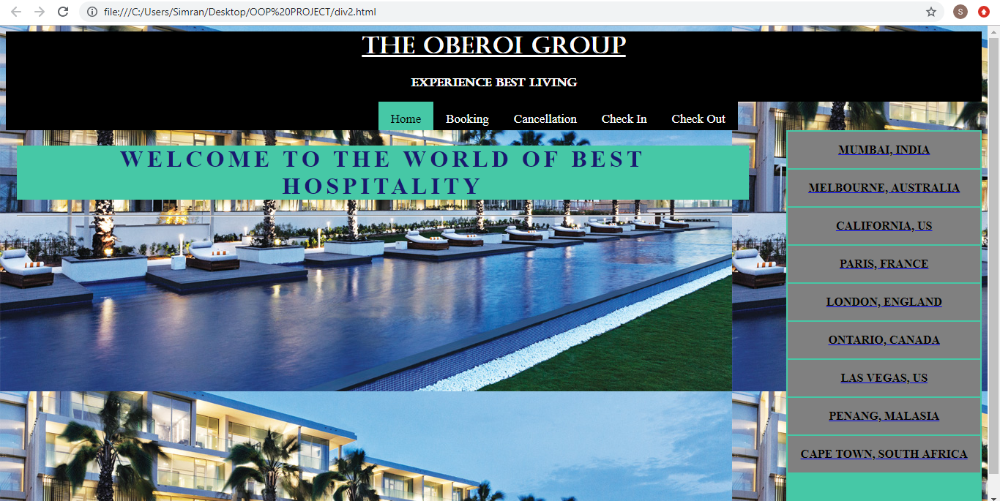 file:///C:/Users/Simran/Desktop/OOP%20PROJECT/div2.html
S
THE OBEROI GROUP
EXPERIENCE BEST LIVING
Home Booking Cancellation Check In Check Out
WELCOME TO THE WORLD OF BEST
HOSPITALITY
MUMBAI, INDIA
MELBOURNE, AUSTRALIA
CALIFORNIA, US
PARIS, FRANCE
LONDON, ENGLAND
ONTARIO, CANADA
LAS VEGAS, US
PENANG, MALASIA
CAPE TOWN, SOUTH AFRICA